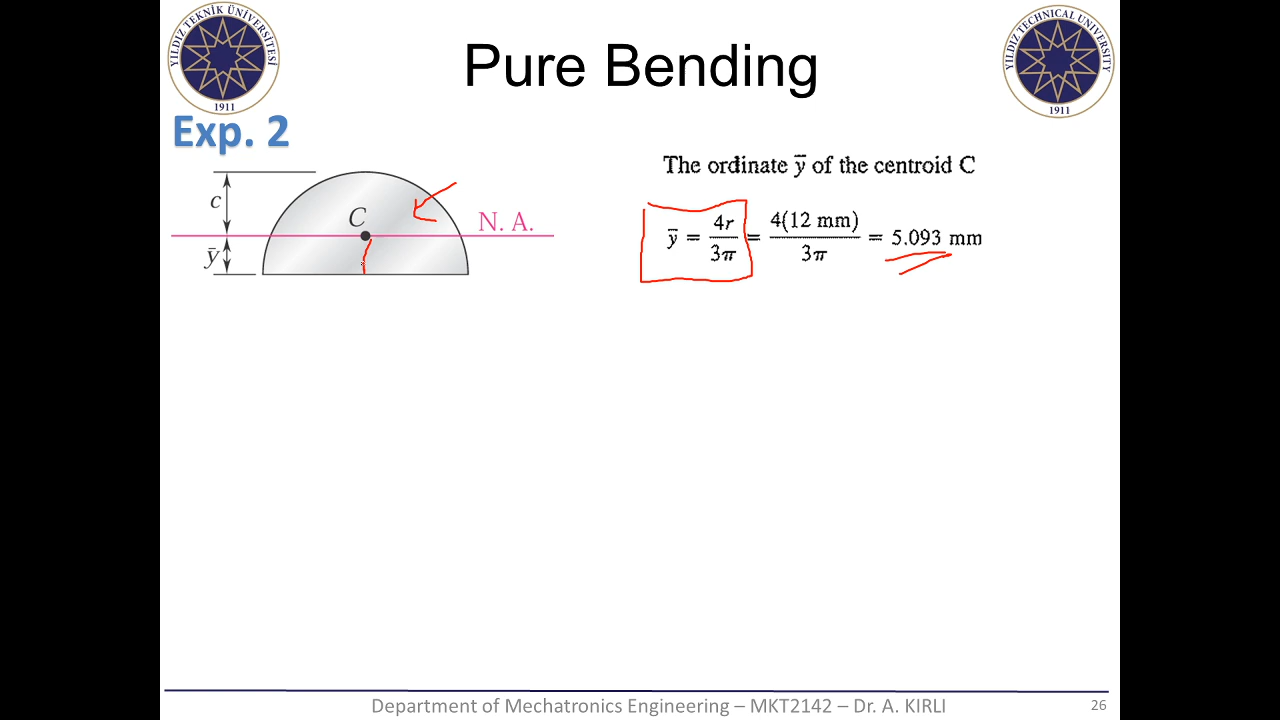 YILDIZ TEKNİK ÜNİVERSİTESİ
1911
Pure Bending
YILDIZ TECHNICAL UNIVERSITY
1911
Exp. 2
c
C
N. A.
ȳ
The ordinate ȳ of the centroid C
ȳ = 4r/3π = 4(12 mm)/3π = 5.093 mm
Department of Mechatronics Engineering – MKT2142 – Dr. A. KIRLI
26